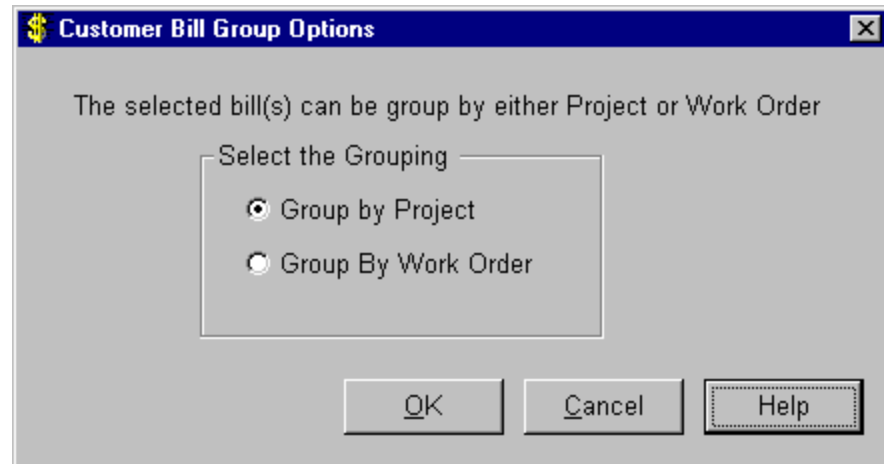 Customer Bill Group Options
The selected bill(s) can be group by either Project or Work Order
Select the Grouping
Group by Project
Group By Work Order
OK Cancel Help